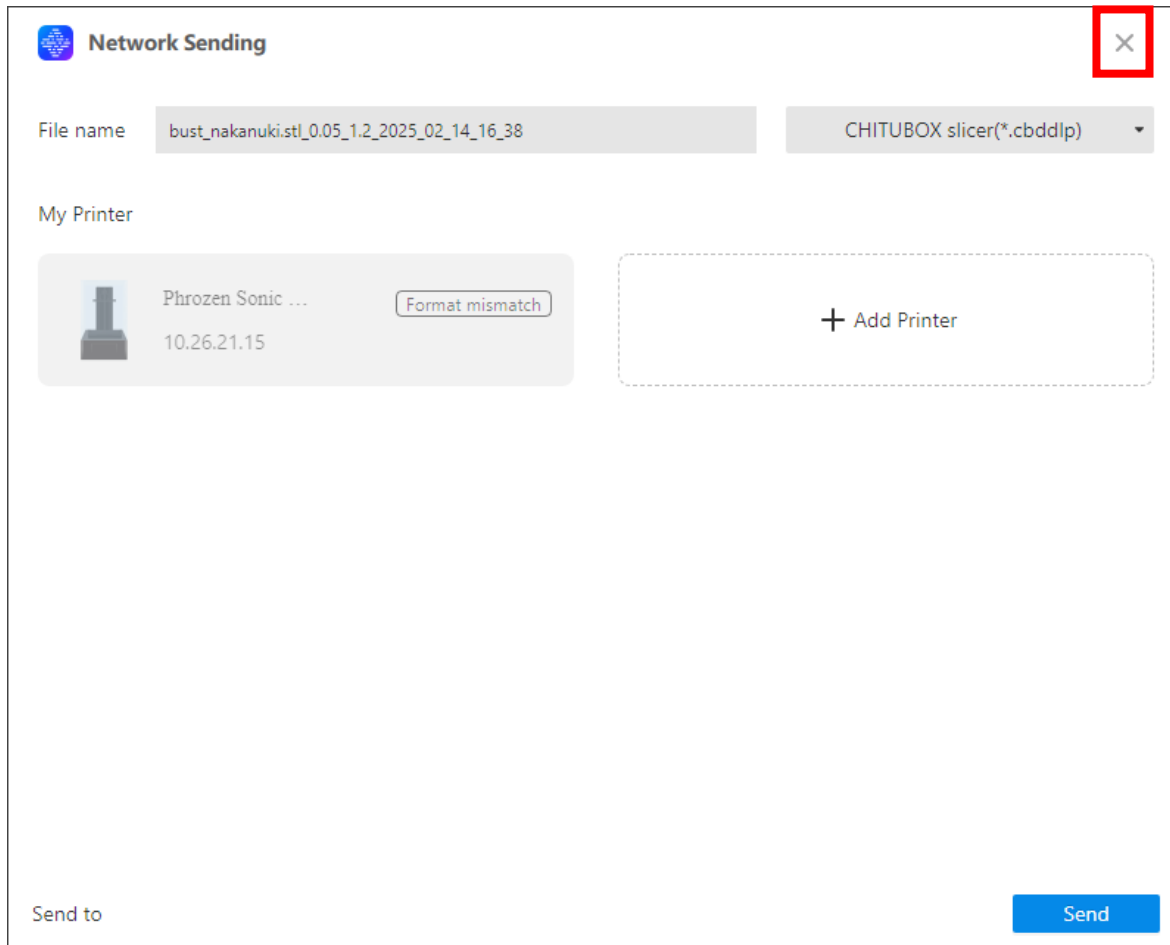 Network Sending
File name
bust_nakanuki.stl_0.05_1.2_2025_02_14_16_38
CHITUBOX slicer(*.cbddlp)
My Printer
Phrozen Sonic ...
Format mismatch
10.26.21.15
Add Printer
Send to
Send